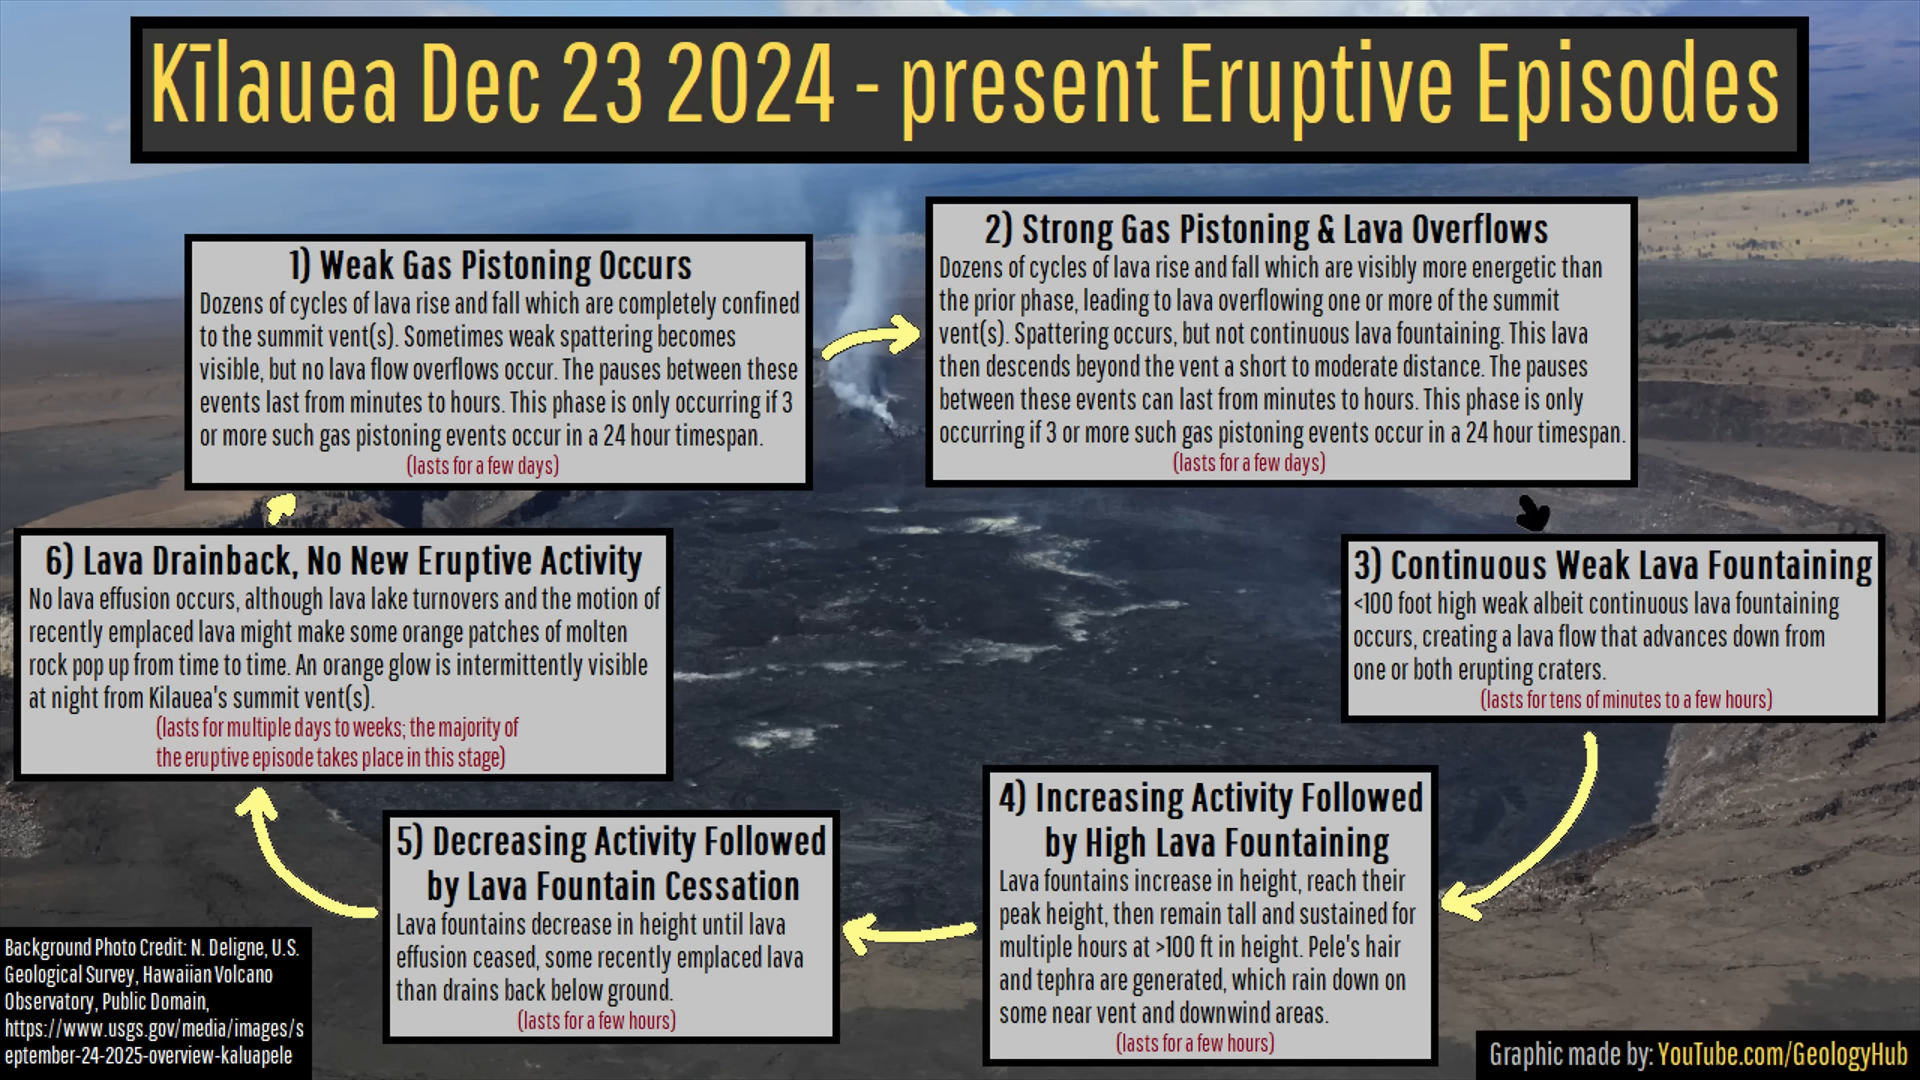 Kīlauea Dec 23 2024 - present Eruptive Episodes
1) Weak Gas Pistoning Occurs
Dozens of cycles of lava rise and fall which are completely confined
to the summit vent(s). Sometimes weak spattering becomes
visible, but no lava flow overflows occur. The pauses between these
events last from minutes to hours. This phase is only occurring if 3
or more such gas pistoning events occur in a 24 hour timespan.
(lasts for a few days)
2) Strong Gas Pistoning & Lava Overflows
Dozens of cycles of lava rise and fall which are visibly more energetic than
the prior phase, leading to lava overflowing one or more of the summit
vent(s). Spattering occurs, but not continuous lava fountaining. This lava
then descends beyond the vent a short to moderate distance. The pauses
between these events can last from minutes to hours. This phase is only
occurring if 3 or more such gas pistoning events occur in a 24 hour timespan.
(lasts for a few days)
3) Continuous Weak Lava Fountaining
<100 foot high weak albeit continuous lava fountaining
occurs, creating a lava flow that advances down from
one or both erupting craters.
(lasts for tens of minutes to a few hours)
4) Increasing Activity Followed
by High Lava Fountaining
Lava fountains increase in height, reach their
peak height, then remain tall and sustained for
multiple hours at >100 ft in height. Pele's hair
and tephra are generated, which rain down on
some near vent and downwind areas.
(lasts for a few hours)
5) Decreasing Activity Followed
by Lava Fountain Cessation
Lava fountains decrease in height until lava
effusion ceased, some recently emplaced lava
than drains back below ground.
(lasts for a few hours)
6) Lava Drainback, No New Eruptive Activity
No lava effusion occurs, although lava lake turnovers and the motion of
recently emplaced lava might make some orange patches of molten
rock pop up from time to time. An orange glow is intermittently visible
at night from Kilauea's summit vent(s).
(lasts for multiple days to weeks; the majority of
the eruptive episode takes place in this stage)
Background Photo Credit: N. Deligne, U.S.
Geological Survey, Hawaiian Volcano
Observatory, Public Domain,
https://www.usgs.gov/media/images/s
eptember-24-2025-overview-kaluapele
Graphic made by: YouTube.com/GeologyHub